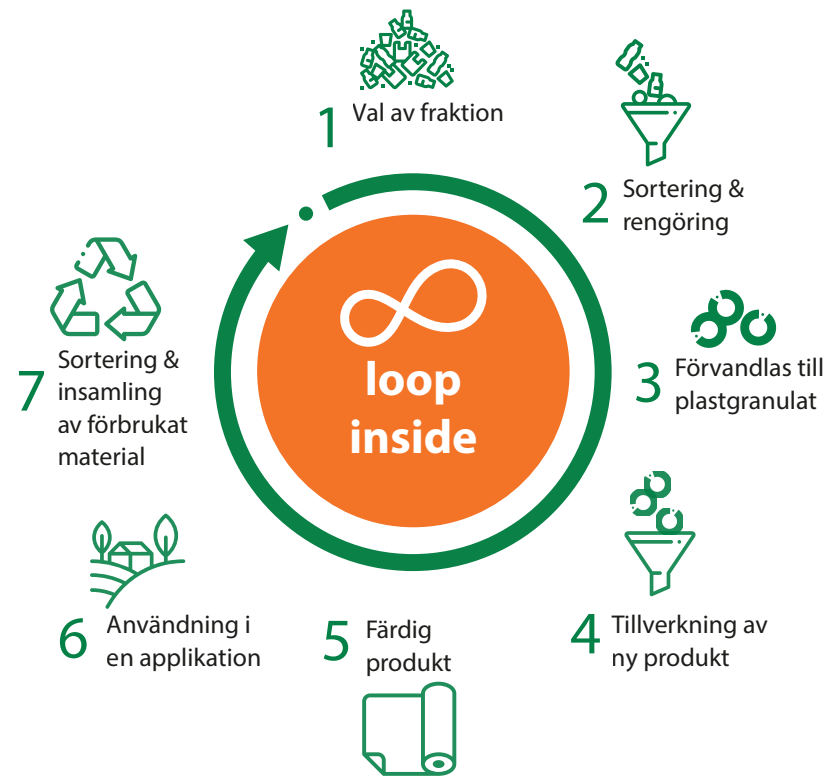 1 Val av fraktion
2 Sortering &
rengöring
3 Förvandlas till
plastgranulat
4 Tillverkning av
ny produkt
5 Färdig
produkt
6 Användning i
en applikation
7 Sortering &
insamling
av förbrukat
material
loop
inside